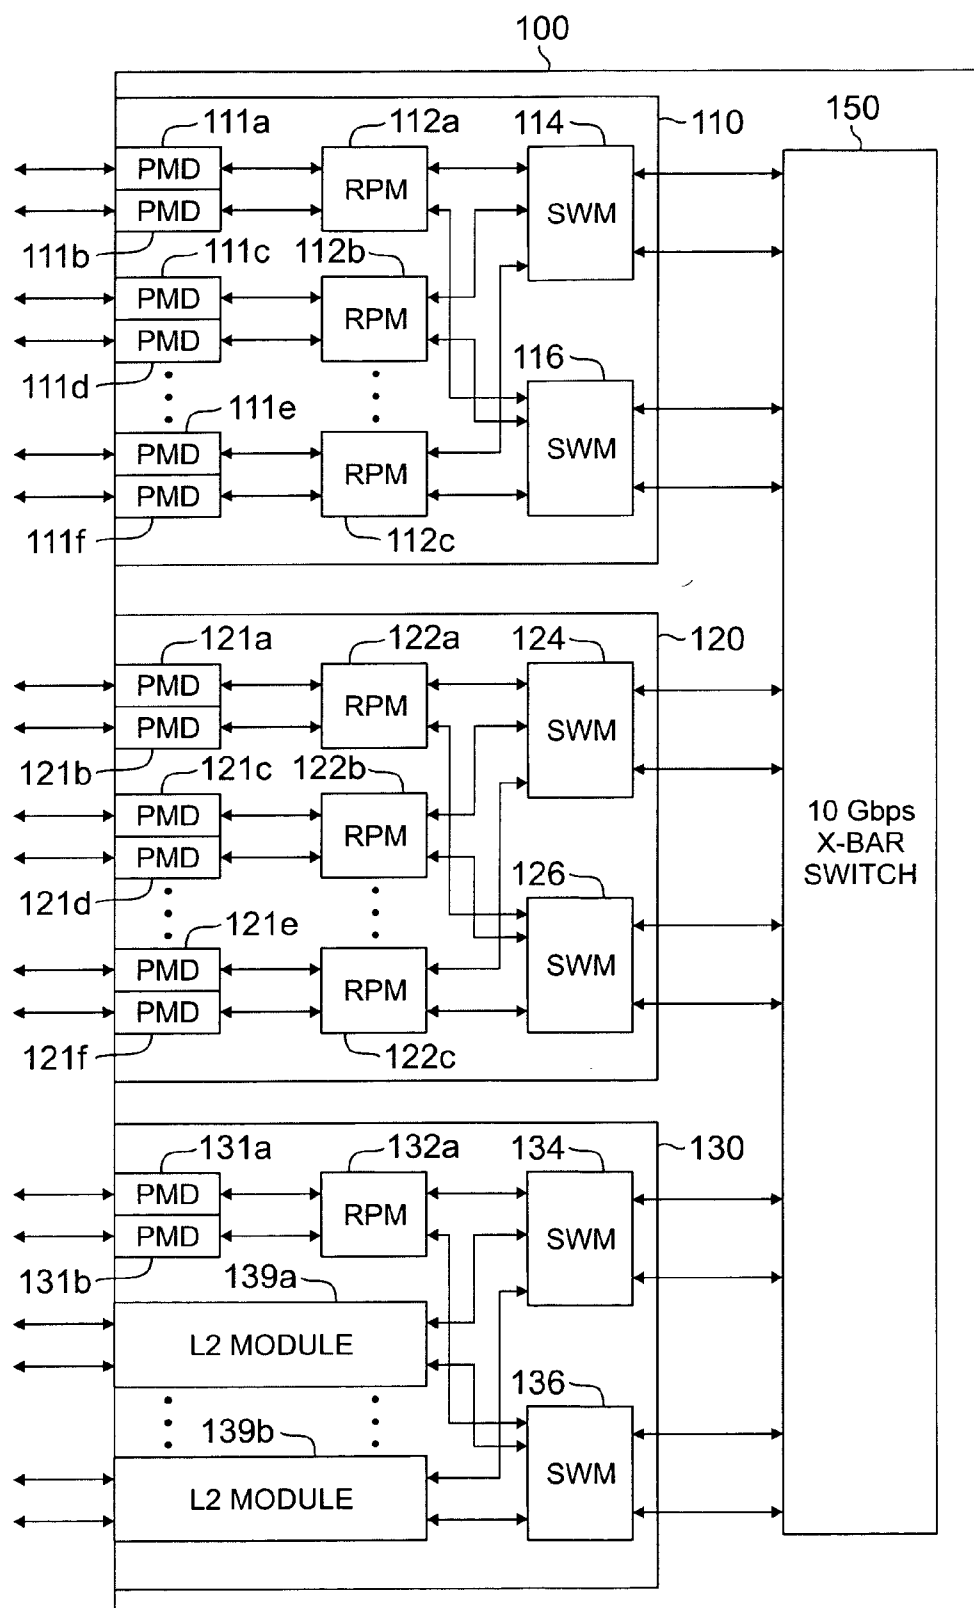 100
111a 112a 114 110 150
PMD
RPM
SWM
PMD
111b 111c 112b
PMD
RPM
PMD
111d
116
111e
PMD
RPM
SWM
PMD
111f
112c
121a 122a 124 120
PMD
RPM
SWM
PMD
121b 121c 122b
PMD
RPM
PMD
121d
126
121e
PMD
RPM
SWM
PMD
121f
122c
10 Gbps
X-BAR
SWITCH
131a 132a 134 130
PMD
RPM
SWM
PMD
131b
139a
L2 MODULE
136
139b
L2 MODULE
SWM